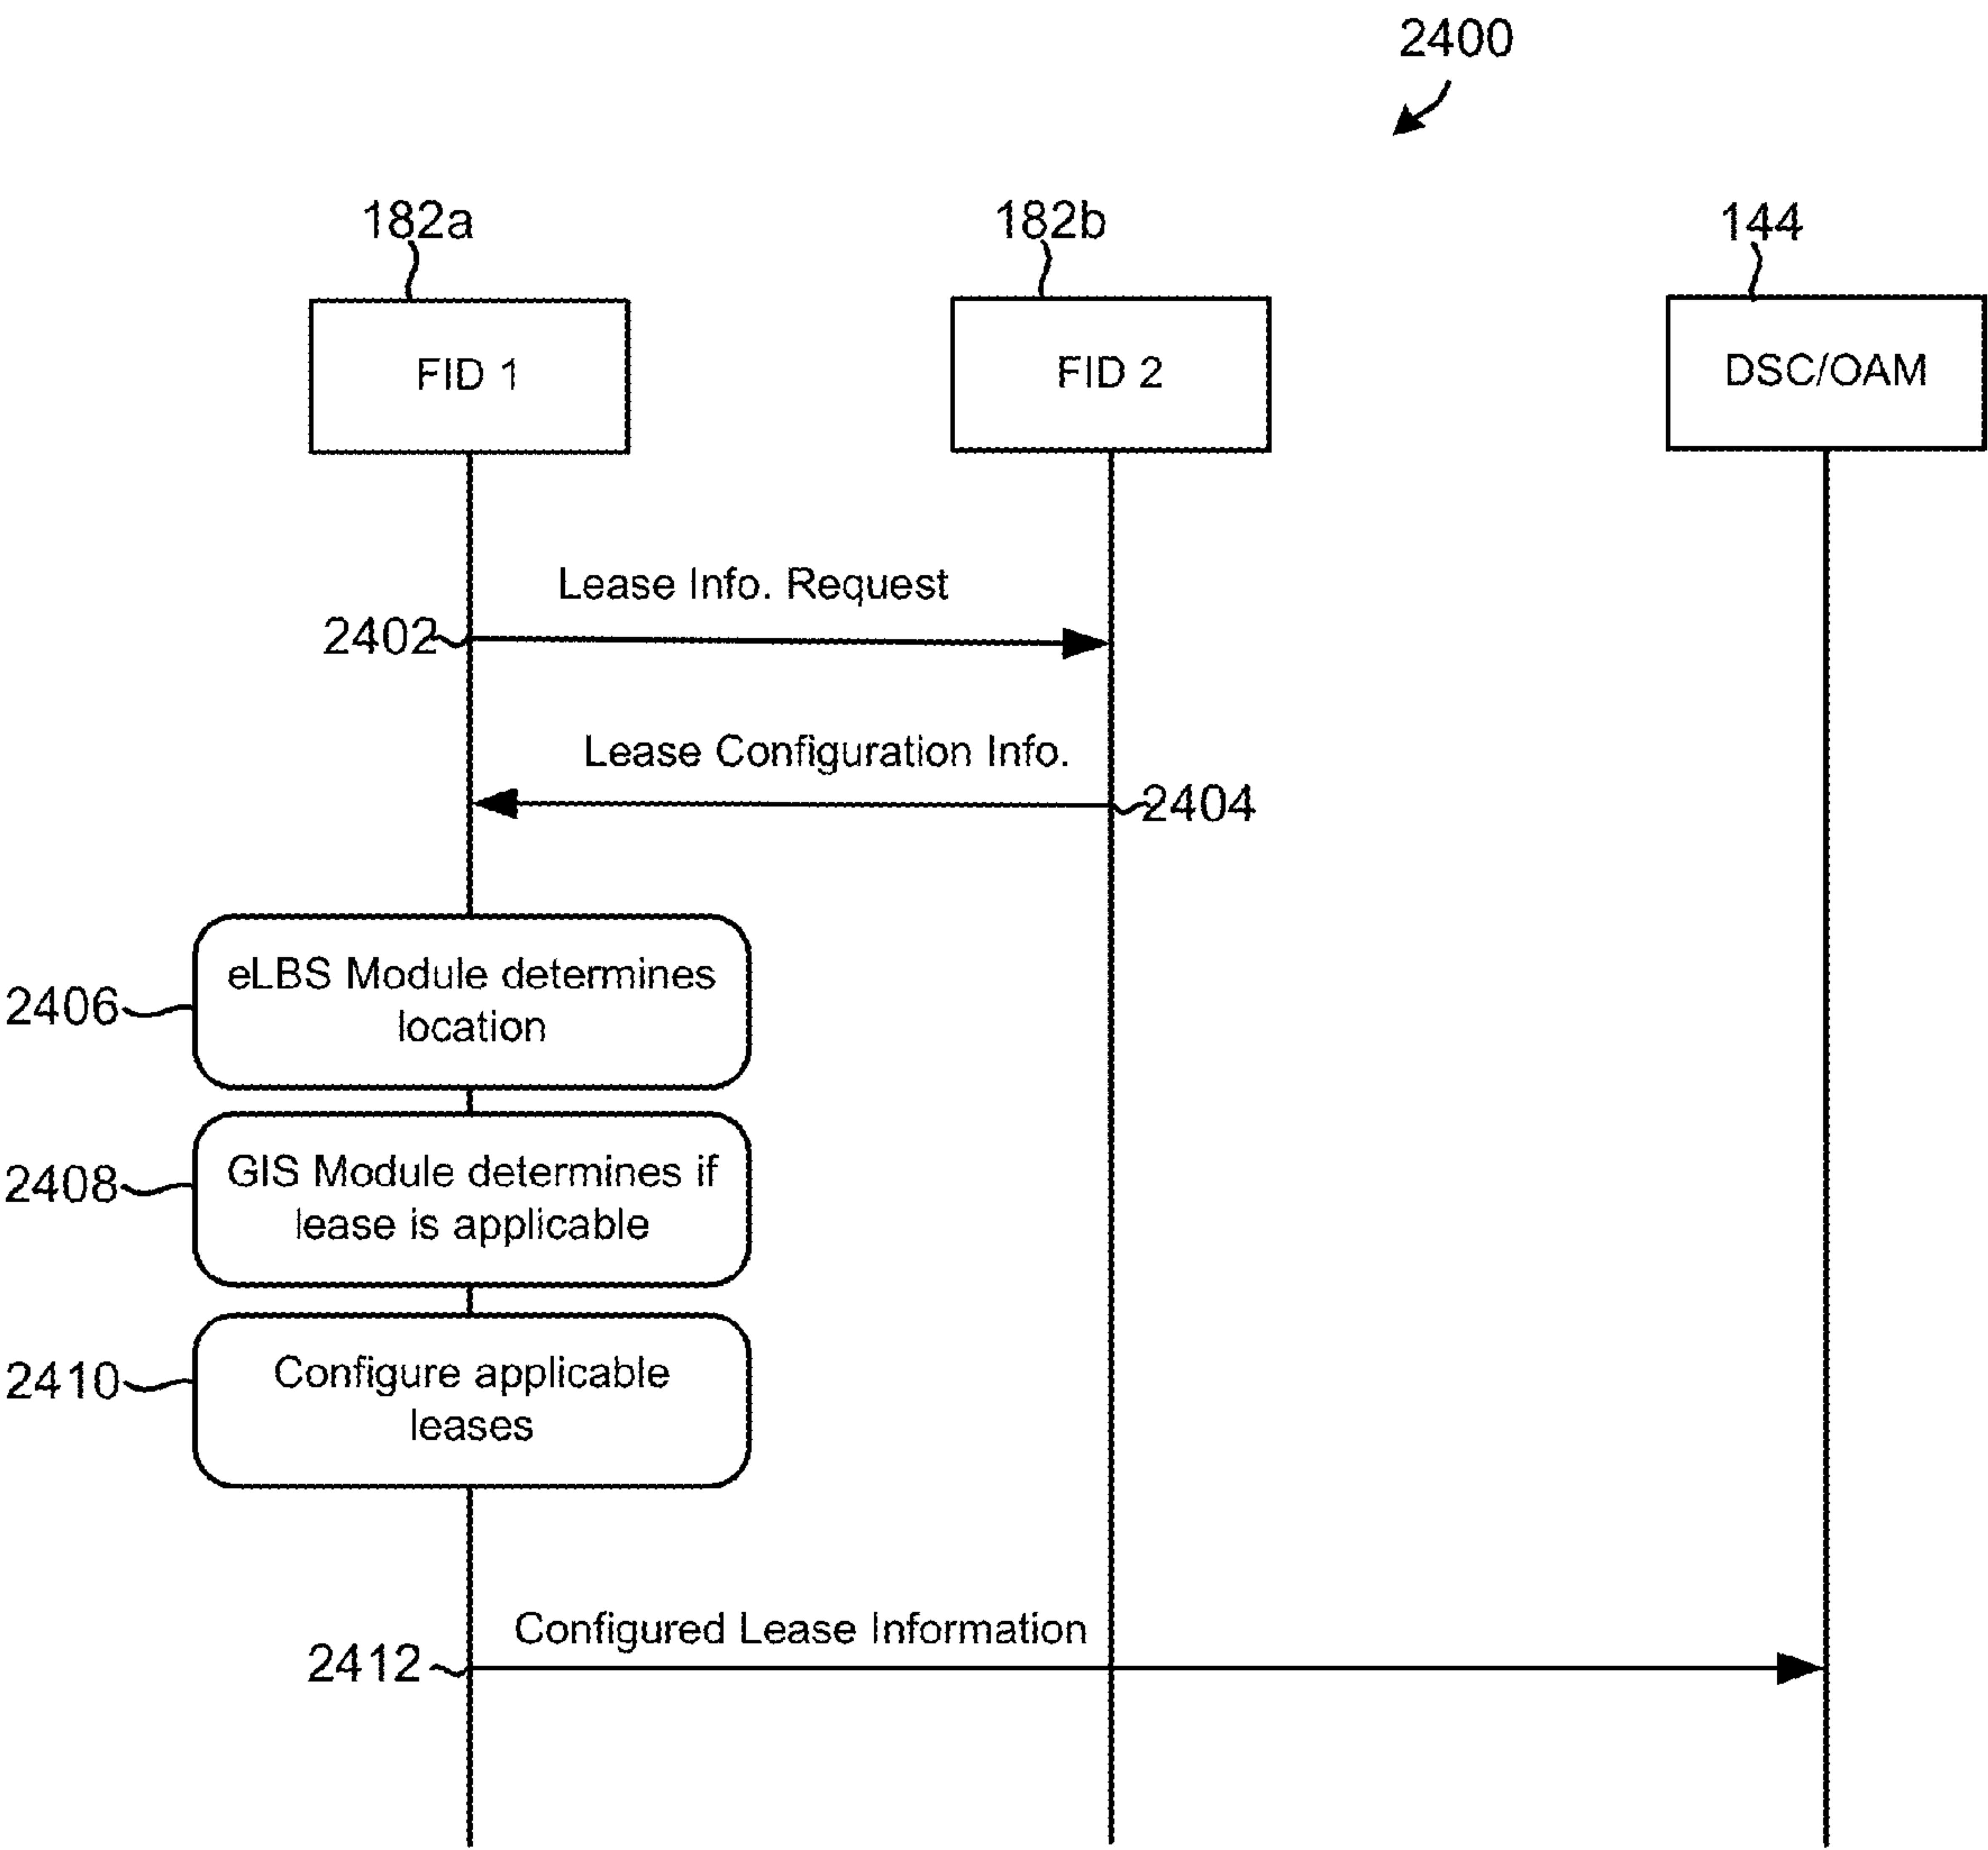 2400
182a
182b
144
FID 1
FID 2
DSC/OAM
Lease Info. Request
2402
Lease Configuration Info.
2404
eLBS Module determines
location
2406
GIS Module determines if
lease is applicable
2408
Configure applicable
leases
2410
Configured Lease Information
2412